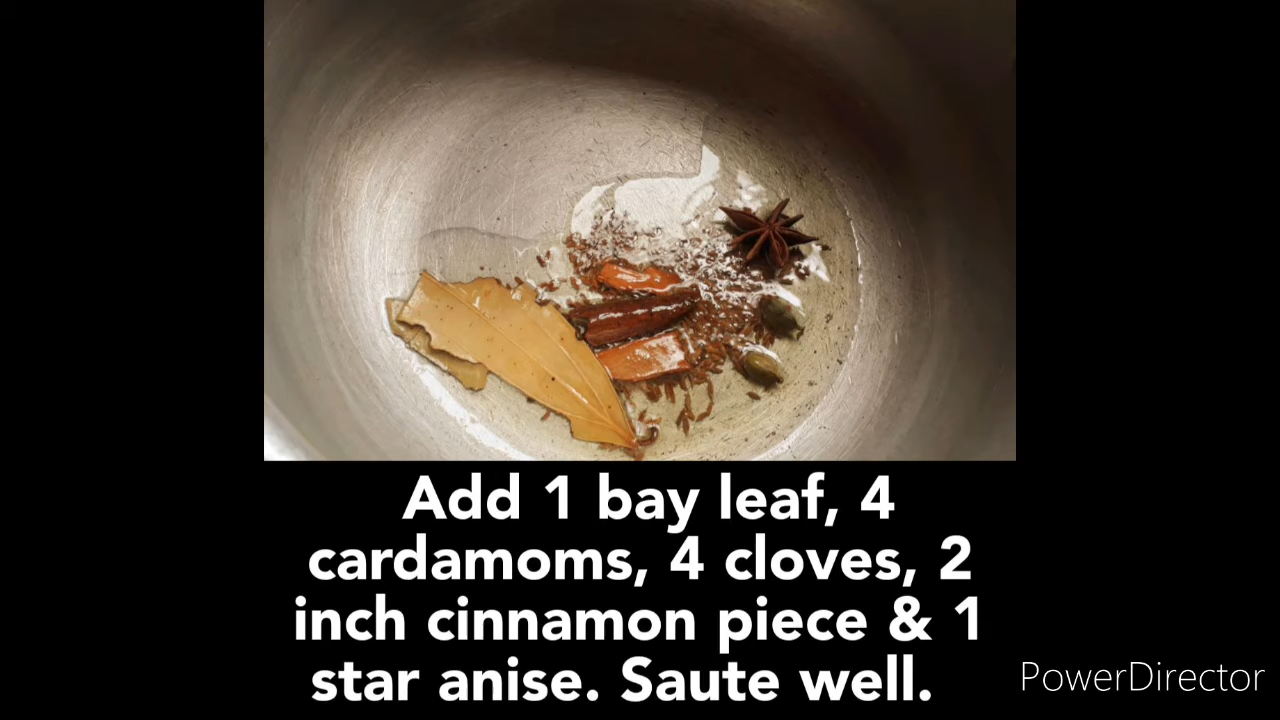 Add 1 bay leaf, 4
cardamoms, 4 cloves, 2
inch cinnamon piece & 1
star anise. Saute well.
PowerDirector